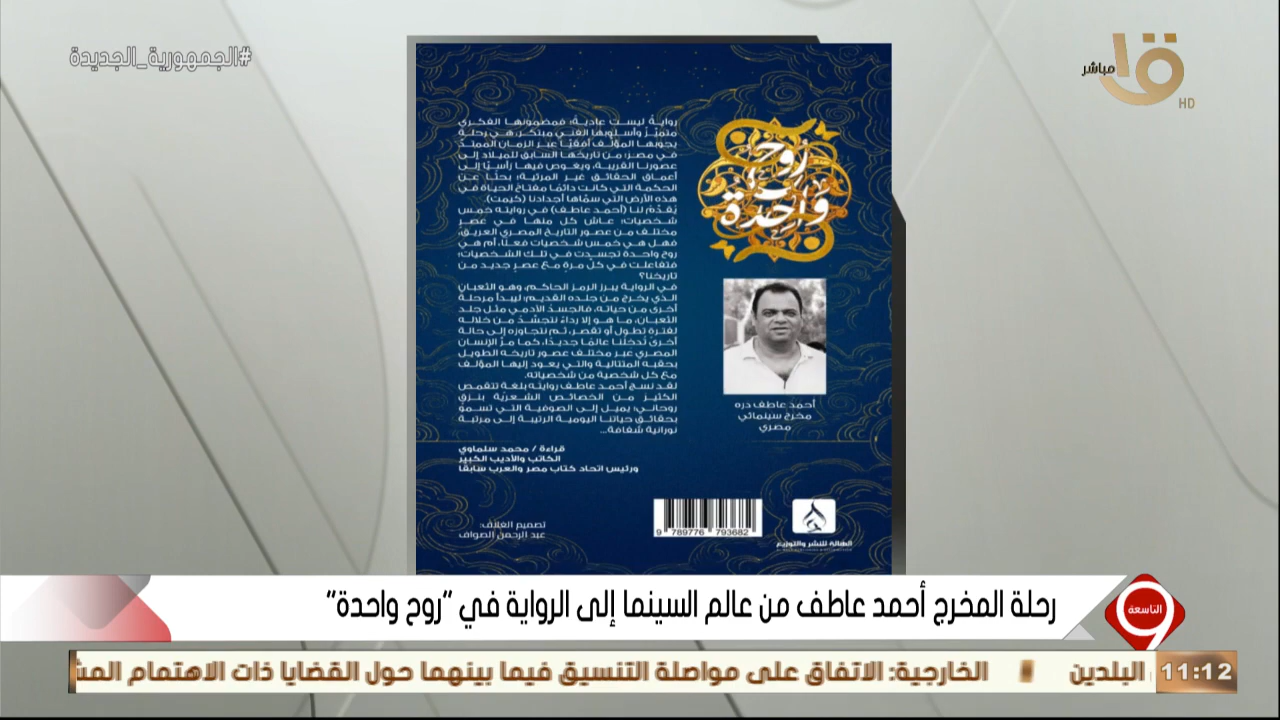 #الجمهورية_الجديدة
مباشر
HD
رواية ليست عادية؛ فمضمونها الفكري
متميّز وأسلوبها الفني مبتكر، هي رحلة
يجوبها المؤلف أفقيًا عبر الزمان الممتد
في مصر؛ من تاريخها السابق للميلاد إلى
عصورنا القريبة، ويغوص فيها رأسيًا إلى
أعماق الحقائق غير المرئية؛ بحثًا عن
الحكمة التي كانت دائمًا مفتاح الحياة في
هذه الأرض التي سمّاها أجدادنا (كيمت).
يُقدّم لنا (أحمد عاطف) في روايته خمس
شخصيات؛ عاش كل منها في عصر
مختلف من عصور التاريخ المصري العريق،
فهل هي خمس شخصيات فعلًا، أم هي
روح واحدة تجسدت في تلك الشخصيات؛
فتفاعلت في كل مرة مع عصر جديد من
تاريخنا؟
في الرواية يبرز الرمز الحاكم، وهو الثعبان
الذي يخرج من جلده القديم؛ ليبدأ مرحلة
أخرى من حياته، فالجسد الآدمي مثل جلد
الثعبان، ما هو إلا رداء نتجسّد من خلاله
لفترة تطول أو تقصر، ثم نتجاوزه إلى حالة
أخرى تُدخلنا عالمًا جديدًا، كما مرّ الإنسان
المصري عبر مختلف عصور تاريخه الطويل
بحقبه المتتالية والتي يعود إليها المؤلف
مع كل شخصية من شخصياته.
لقد نسج أحمد عاطف روايته بلغة تتقمص
الكثير من الخصائص الشعريّة بنزق
روحاني؛ يميل إلى الصوفية التي تسمو
بحقائق حياتنا اليومية الرتيبة إلى مرتبة
نورانية شفافة...
قراءة / محمد سلماوي
الكاتب والأديب الكبير
ورئيس اتحاد كتاب مصر والعرب سابقًا
روح
واحدة
أحمد عاطف دره
مخرج سينمائي
مصري
تصميم الغلاف:
عبد الرحمن الصواف
9 789776 793682
للنشر والتوزيع
رحلة المخرج أحمد عاطف من عالم السينما إلى الرواية في “روح واحدة”
التاسعة
9
البلدين
الخارجية: الاتفاق على مواصلة التنسيق فيما بينهما حول القضايا ذات الاهتمام المش
11:12